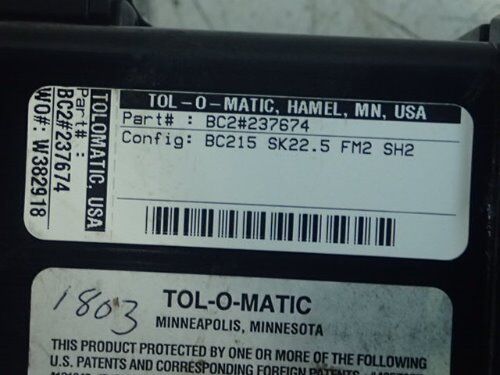 TOL-O-MATIC, HAMEL, MN, USA
Part# : BC2#237674
Config: BC215 SK22.5 FM2 SH2
TOLOMATIC, USA
Part# :
BC2#237674
WO#: W382918
1803
TOL-O-MATIC
MINNEAPOLIS, MINNESOTA
THIS PRODUCT PROTECTED BY ONE OR MORE OF THE FOLLOWING
U.S. PATENTS AND CORRESPONDING FOREIGN PATENTS